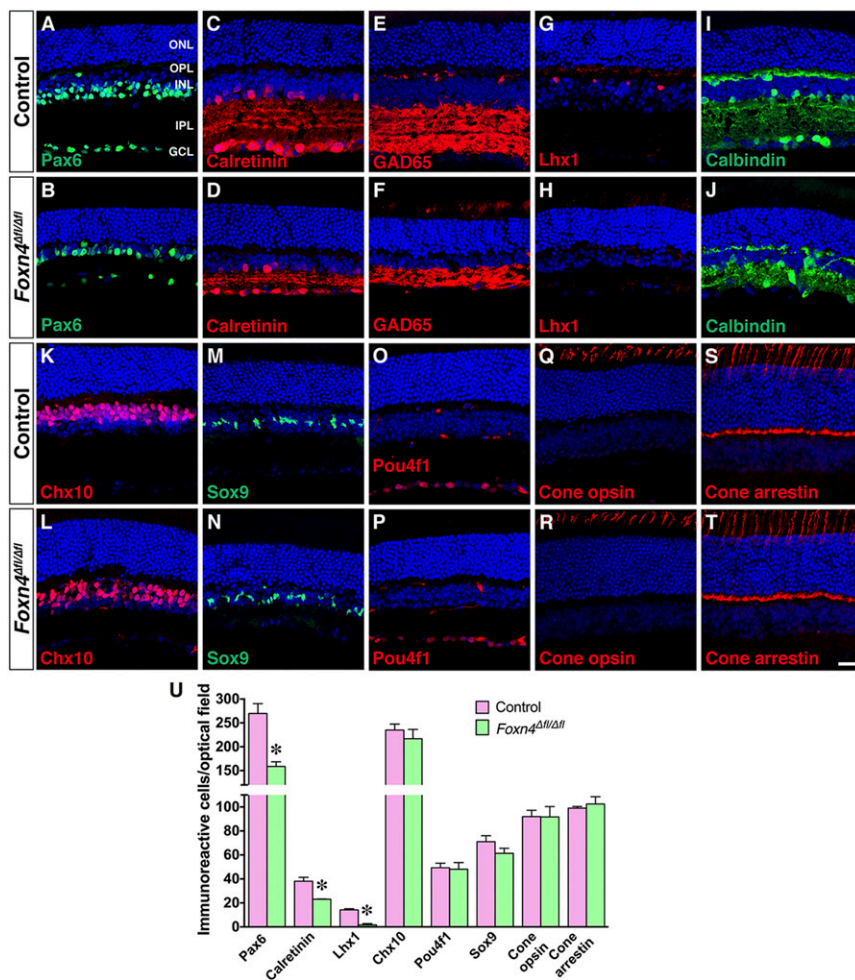 A
C
E
G
I
Control
ONL
OPL
INL
IPL
GCL
Pax6
Calretinin
GAD65
Lhx1
Calbindin
B
D
F
H
J
Foxn4Δfl/Δfl
Pax6
Calretinin
GAD65
Lhx1
Calbindin
K
M
O
Q
S
Control
Chx10
Sox9
Pou4f1
Cone opsin
Cone arrestin
L
N
P
R
T
Foxn4Δfl/Δfl
Chx10
Sox9
Pou4f1
Cone opsin
Cone arrestin
U
Immunoreactive cells/optical field
300
250
200
150
100
80
60
40
20
0
Control
Foxn4Δfl/Δfl
*
*
*
Pax6
Calretinin
Lhx1
Chx10
Pou4f1
Sox9
Cone
opsin
Cone
arrestin